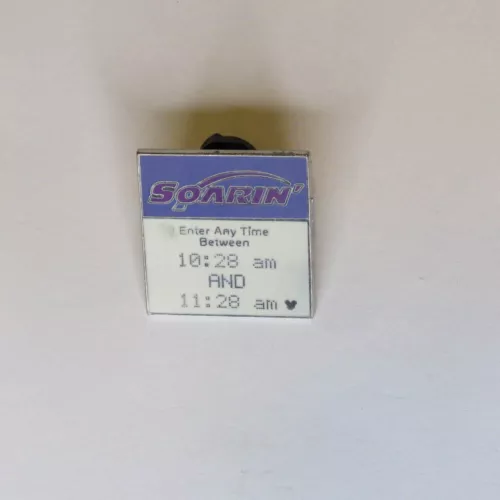 SOARIN'
Enter Any Time
Between
10:28 am
AND
11:28 am